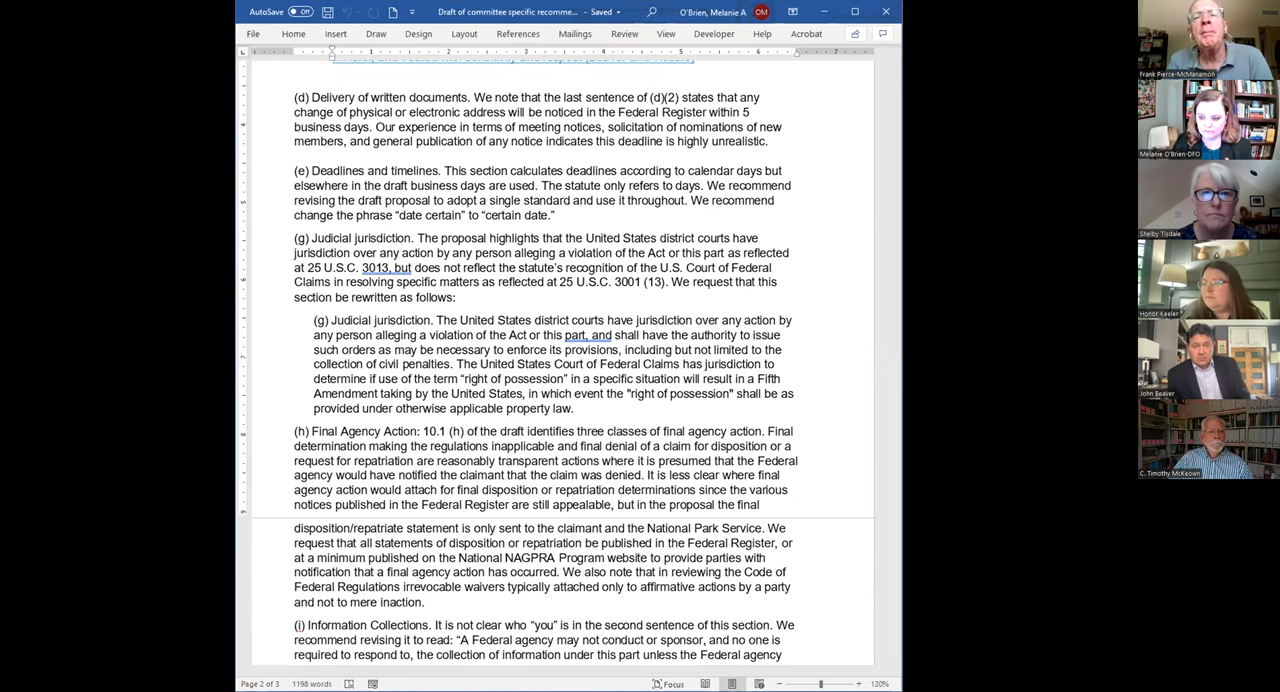 AutoSave Off Draft of committee specific recomme... - Saved O'Brien, Melanie A OM
File Home Insert Draw Design Layout References Mailings Review View Developer Help Acrobat
1 2 3 4 5 6 7
(d) Delivery of written documents. We note that the last sentence of (d)(2) states that any
change of physical or electronic address will be noticed in the Federal Register within 5
business days. Our experience in terms of meeting notices, solicitation of nominations of new
members, and general publication of any notice indicates this deadline is highly unrealistic.
(e) Deadlines and timelines. This section calculates deadlines according to calendar days but
elsewhere in the draft business days are used. The statute only refers to days. We recommend
revising the draft proposal to adopt a single standard and use it throughout. We recommend
change the phrase “date certain” to “certain date.”
(g) Judicial jurisdiction. The proposal highlights that the United States district courts have
jurisdiction over any action by any person alleging a violation of the Act or this part as reflected
at 25 U.S.C. 3013, but does not reflect the statute’s recognition of the U.S. Court of Federal
Claims in resolving specific matters as reflected at 25 U.S.C. 3001 (13). We request that this
section be rewritten as follows:
(g) Judicial jurisdiction. The United States district courts have jurisdiction over any action by
any person alleging a violation of the Act or this part, and shall have the authority to issue
such orders as may be necessary to enforce its provisions, including but not limited to the
collection of civil penalties. The United States Court of Federal Claims has jurisdiction to
determine if use of the term “right of possession” in a specific situation will result in a Fifth
Amendment taking by the United States, in which event the "right of possession" shall be as
provided under otherwise applicable property law.
(h) Final Agency Action: 10.1 (h) of the draft identifies three classes of final agency action. Final
determination making the regulations inapplicable and final denial of a claim for disposition or a
request for repatriation are reasonably transparent actions where it is presumed that the Federal
agency would have notified the claimant that the claim was denied. It is less clear where final
agency action would attach for final disposition or repatriation determinations since the various
notices published in the Federal Register are still appealable, but in the proposal the final
disposition/repatriate statement is only sent to the claimant and the National Park Service. We
request that all statements of disposition or repatriation be published in the Federal Register, or
at a minimum published on the National NAGPRA Program website to provide parties with
notification that a final agency action has occurred. We also note that in reviewing the Code of
Federal Regulations irrevocable waivers typically attached only to affirmative actions by a party
and not to mere inaction.
(i) Information Collections. It is not clear who “you” is in the second sentence of this section. We
recommend revising it to read: “A Federal agency may not conduct or sponsor, and no one is
required to respond to, the collection of information under this part unless the Federal agency
Page 2 of 3 1198 words Focus 120%
Frank Pierce-McManamon
Melanie O'Brien-DFO
Shelby Tisdale
Honor Keeler
John Beaver
C. Timothy McKeown